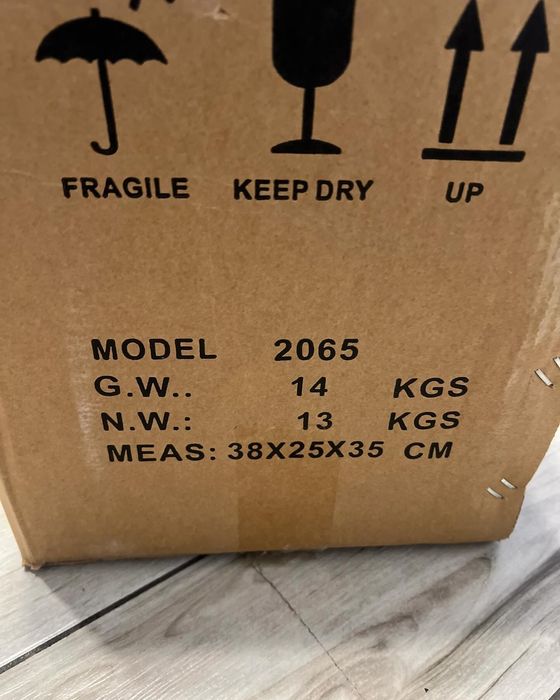 FRAGILE KEEP DRY UP
MODEL 2065
G.W.. 14 KGS
N.W.: 13 KGS
MEAS: 38X25X35 CM